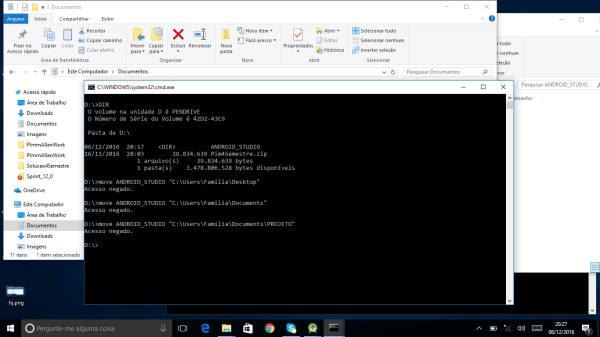 Documentos
Arquivo Início Compartilhar Exibir
Fixar no Acesso rápido
Copiar
Colar
Recortar
Copiar caminho
Colar atalho
Área de Transferência
Mover para
Copiar para
Excluir
Renomear
Organizar
Nova pasta
Novo item
Fácil acesso
Novo
Propriedades
Abrir
Editar
Histórico
Abrir
Selecionar tudo
Selecionar nenhum
Inverter seleção
Selecionar
Este Computador > Documentos
Pesquisar Documentos
Acesso rápido
Área de Trabalho
Downloads
Documentos
Imagens
PImmAllenWork
PImmAllenWork
Solucao4Semestre
Sprint_12_0
OneDrive
Este Computador
Área de Trabalho
Documentos
Downloads
Imagens
11 itens 1 item selecionado
tudo
nenhum
seleção
Pesquisar ANDROID_STUDIO
amanho
C:\WINDOWS\system32\cmd.exe
D:\>DIR
O volume na unidade D é PENDRIVE
O Número de Série do Volume é 42D2-43C9
Pasta de D:\
06/12/2016 20:17 <DIR> ANDROID_STUDIO
16/11/2016 20:03 39.834.639 Pim4Semestre.zip
1 arquivo(s) 39.834.639 bytes
1 pasta(s) 3.478.806.528 bytes disponíveis
D:\>move ANDROID_STUDIO "C:\Users\Familia\Desktop"
Acesso negado.
D:\>move ANDROID_STUDIO "C:\Users\Familia\Documents"
Acesso negado.
D:\>move ANDROID_STUDIO "C:\Users\Familia\Documents\PROJETO"
Acesso negado.
D:\>
hj.png
Pergunte-me alguma coisa
20:27
06/12/2016